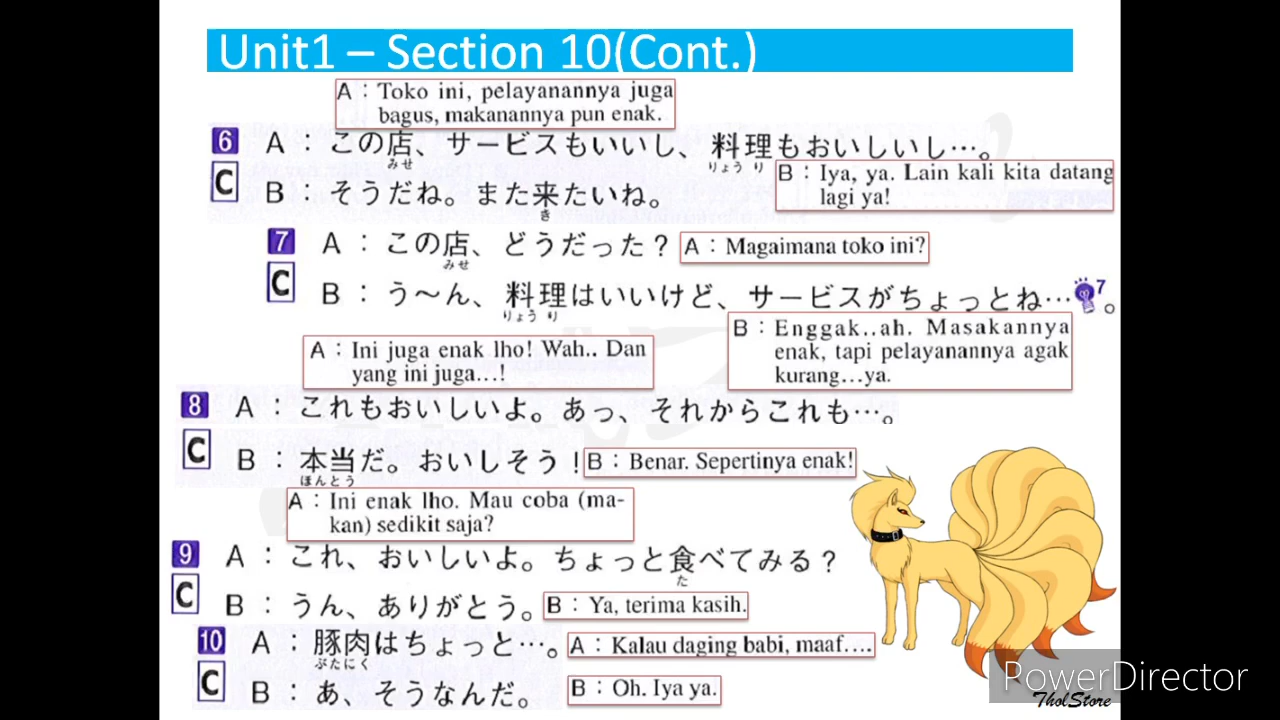 Unit1 – Section 10(Cont.)
A：Toko ini, pelayanannya juga
bagus, makanannya pun enak.
6 A：この店、サービスもいいし、料理もおいしいし…。
みせ りょう り
C B：そうだね。また来たいね。
き
B：Iya, ya. Lain kali kita datang
lagi ya!
7 A：この店、どうだった？
みせ
A：Magaimana toko ini?
C B：う〜ん、料理はいいけど、サービスがちょっとね…7。
りょう り
B：Enggak..ah. Masakannya
enak, tapi pelayanannya agak
kurang…ya.
A：Ini juga enak lho! Wah.. Dan
yang ini juga…!
8 A：これもおいしいよ。あっ、それからこれも…。
C B：本当だ。おいしそう！
ほんとう
B：Benar. Sepertinya enak!
A：Ini enak lho. Mau coba (ma-
kan) sedikit saja?
9 A：これ、おいしいよ。ちょっと食べてみる？
た
C B：うん、ありがとう。
B：Ya, terima kasih.
10 A：豚肉はちょっと…。
ぶたにく
A：Kalau daging babi, maaf….
C B：あ、そうなんだ。
B：Oh. Iya ya.
PowerDirector
TholStore